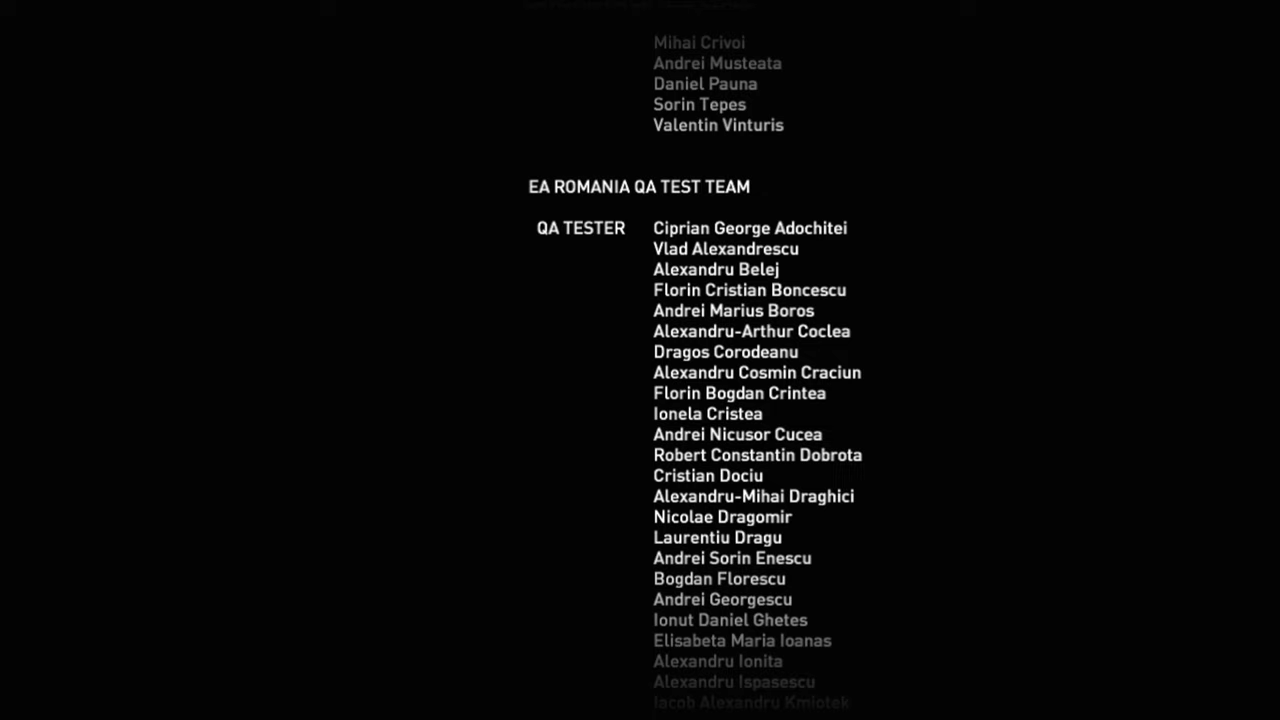 Mihai Crivoi
Andrei Musteata
Daniel Pauna
Sorin Tepes
Valentin Vinturis
EA ROMANIA QA TEST TEAM
QA TESTER Ciprian George Adochitei
Vlad Alexandrescu
Alexandru Belej
Florin Cristian Boncescu
Andrei Marius Boros
Alexandru-Arthur Coclea
Dragos Corodeanu
Alexandru Cosmin Craciun
Florin Bogdan Crintea
Ionela Cristea
Andrei Nicusor Cucea
Robert Constantin Dobrota
Cristian Dociu
Alexandru-Mihai Draghici
Nicolae Dragomir
Laurentiu Dragu
Andrei Sorin Enescu
Bogdan Florescu
Andrei Georgescu
Ionut Daniel Ghetes
Elisabeta Maria Ioanas
Alexandru Ionita
Alexandru Ispasescu
Iacob Alexandru Kmiotek